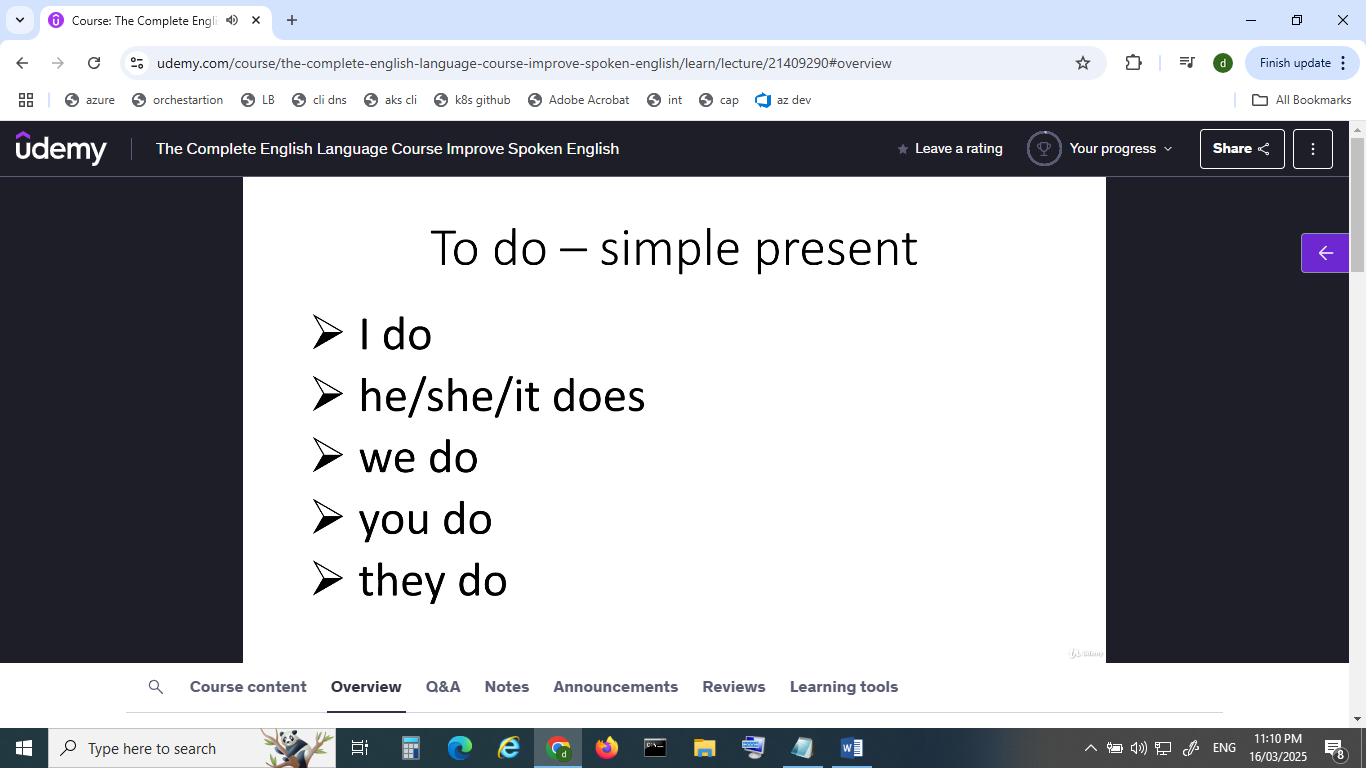 Course: The Complete Engli
udemy.com/course/the-complete-english-language-course-improve-spoken-english/learn/lecture/21409290#overview
d
Finish update
azure
orchestartion
LB
cli dns
aks cli
k8s github
Adobe Acrobat
int
cap
az dev
All Bookmarks
udemy
The Complete English Language Course Improve Spoken English
Leave a rating
Your progress
Share
To do – simple present
I do
he/she/it does
we do
you do
they do
Udemy
Course content
Overview
Q&A
Notes
Announcements
Reviews
Learning tools
Type here to search
ENG
11:10 PM
16/03/2025
8